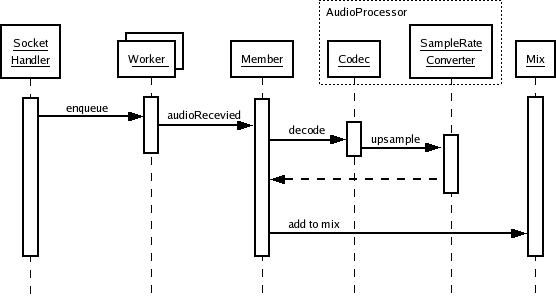 AudioProcessor
Socket
Handler
Worker
Member
Codec
SampleRate
Converter
Mix
enqueue
audioRecevied
decode
upsample
add to mix